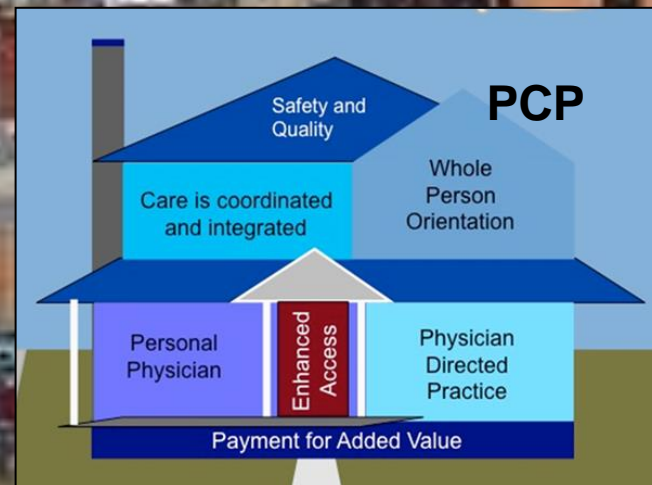 PCP
Safety and
Quality
Whole
Person
Orientation
Care is coordinated
and integrated
Personal
Physician
Enhanced
Access
Physician
Directed
Practice
Payment for Added Value